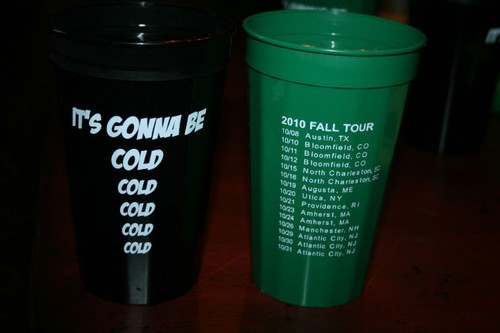 IT'S GONNA BE
COLD
COLD
COLD
COLD
COLD
2010 FALL TOUR
10/08 Austin, TX
10/10 Bloomfield, CO
10/11 Bloomfield, CO
10/12 Bloomfield, CO
10/15 North Charleston, SC
10/16 North Charleston, SC
10/19 Augusta, ME
10/20 Utica, NY
10/21 Providence, RI
10/23 Amherst, MA
10/24 Amherst, MA
10/26 Manchester, NH
10/29 Atlantic City, NJ
10/30 Atlantic City, NJ
10/31 Atlantic City, NJ